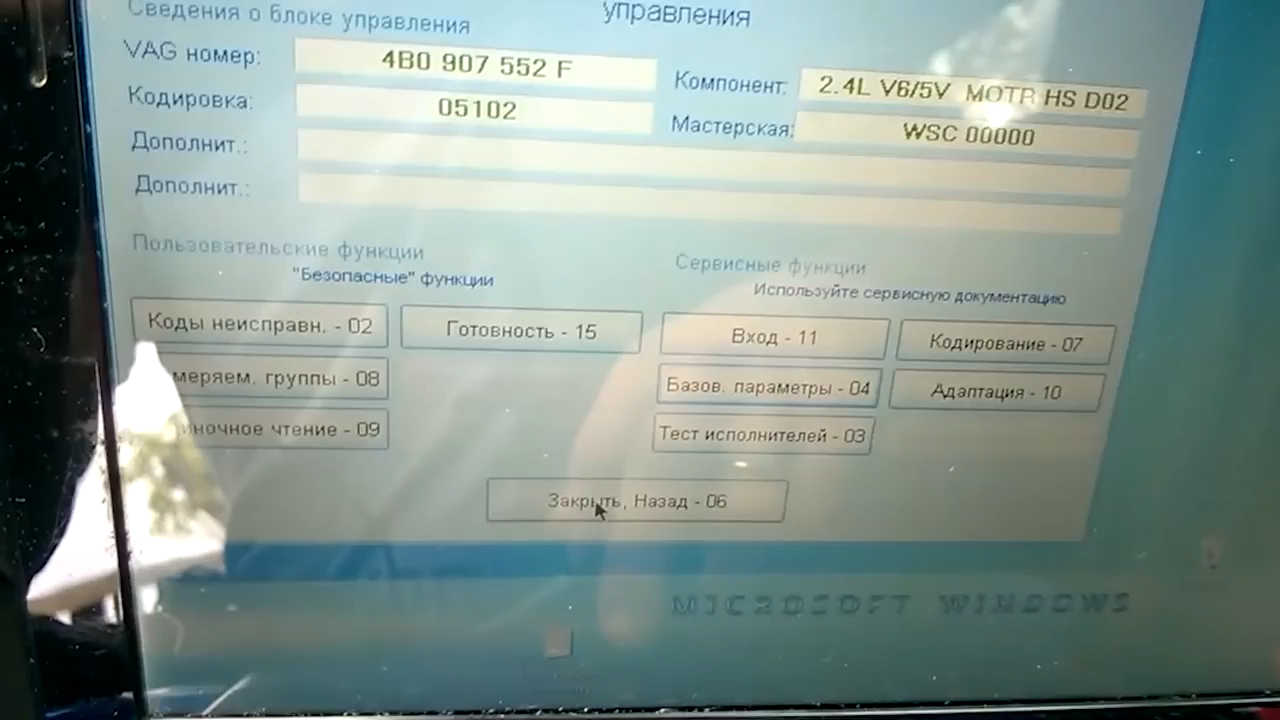 Сведения о блоке управления
управления
VAG номер: 4B0 907 552 F
Компонент: 2.4L V6/5V MOTR HS D02
Кодировка: 05102
Мастерская: WSC 00000
Дополнит.:
Дополнит.:
Пользовательские функции
"Безопасные" функции
Сервисные функции
Используйте сервисную документацию
Коды неисправн. - 02
Готовность - 15
Вход - 11
Кодирование - 07
меряем. группы - 08
Базов. параметры - 04
Адаптация - 10
ночное чтение - 09
Тест исполнителей - 03
Закрыть, Назад - 06
MICROSOFT WINDOWS